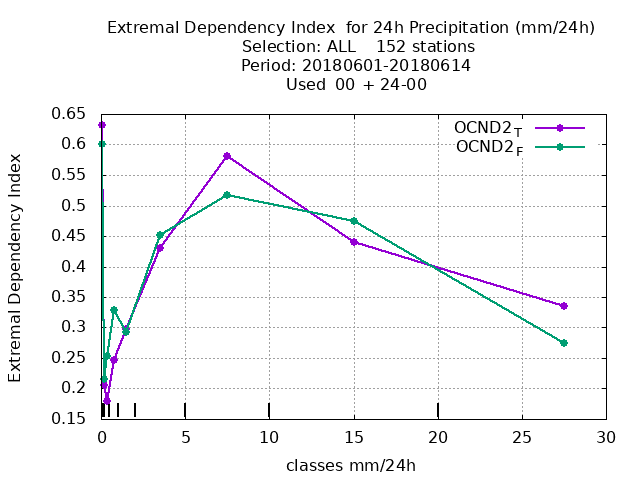 Extremal Dependency Index  for 24h Precipitation (mm/24h)
Selection: ALL    152 stations
Period: 20180601-20180614
Used  00 + 24-00
OCND2_T
OCND2_F
Extremal Dependency Index
0.65
0.6
0.55
0.5
0.45
0.4
0.35
0.3
0.25
0.2
0.15
0 5 10 15 20 25 30
classes mm/24h